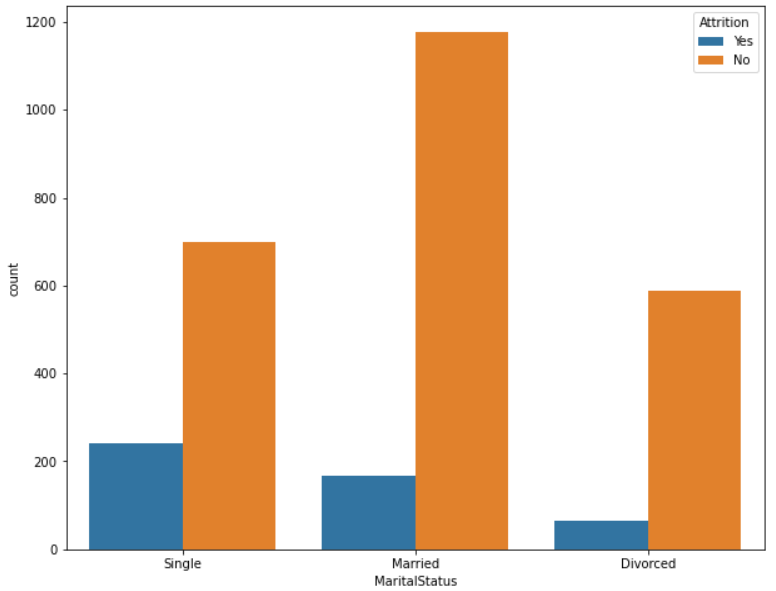 Attrition
Yes
No
1200
1000
800
600
400
200
0
count
Single Married Divorced
MaritalStatus